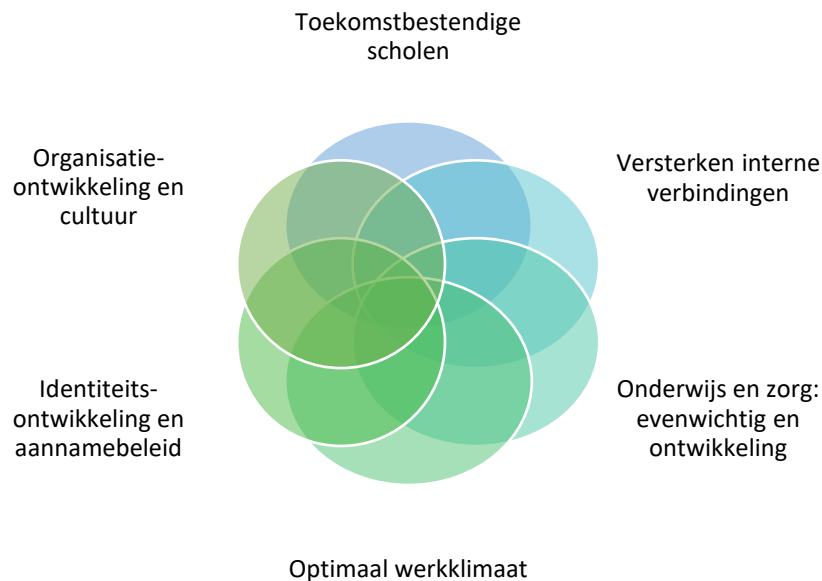 Toekomstbestendige
scholen
Versterken interne
verbindingen
Onderwijs en zorg:
evenwichtig en
ontwikkeling
Optimaal werkklimaat
Identiteits-
ontwikkeling en
aannamebeleid
Organisatie-
ontwikkeling en
cultuur